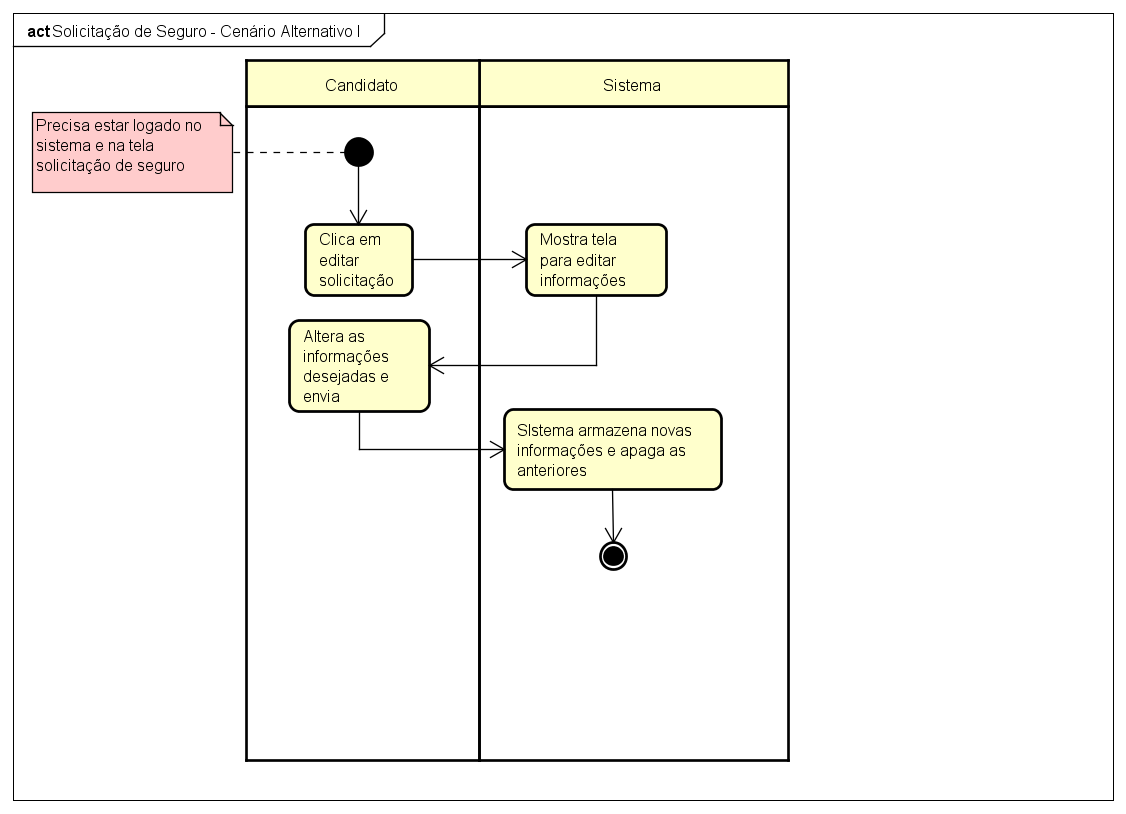 act Solicitação de Seguro - Cenário Alternativo I
Candidato
Sistema
Precisa estar logado no
sistema e na tela
solicitação de seguro
Clica em
editar
solicitação
Mostra tela
para editar
informações
Altera as
informações
desejadas e
envia
SIstema armazena novas
informações e apaga as
anteriores